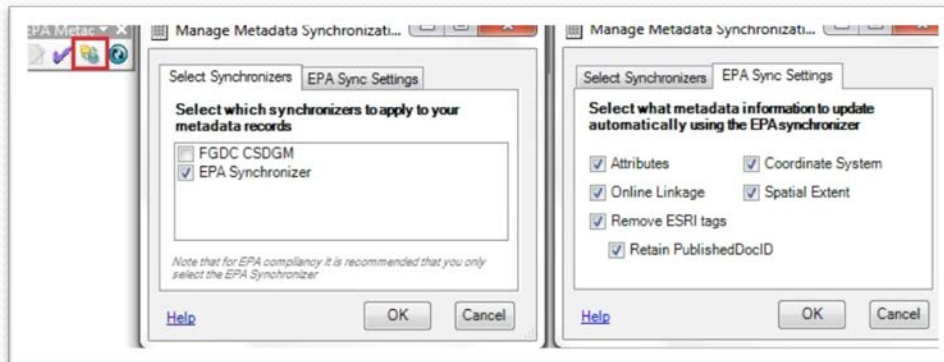 EPA Metac
Manage Metadata Synchronizati...
Select Synchronizers
EPA Sync Settings
Select which synchronizers to apply to your
metadata records
FGDC CSDGM
EPA Synchronizer
Note that for EPA compliancy it is recommended that you only
select the EPA Synchronizer
Help
OK
Cancel
Manage Metadata Synchronizati...
Select Synchronizers
EPA Sync Settings
Select what metadata information to update
automatically using the EPA synchronizer
Attributes
Coordinate System
Online Linkage
Spatial Extent
Remove ESRI tags
Retain PublishedDocID
Help
OK
Cancel